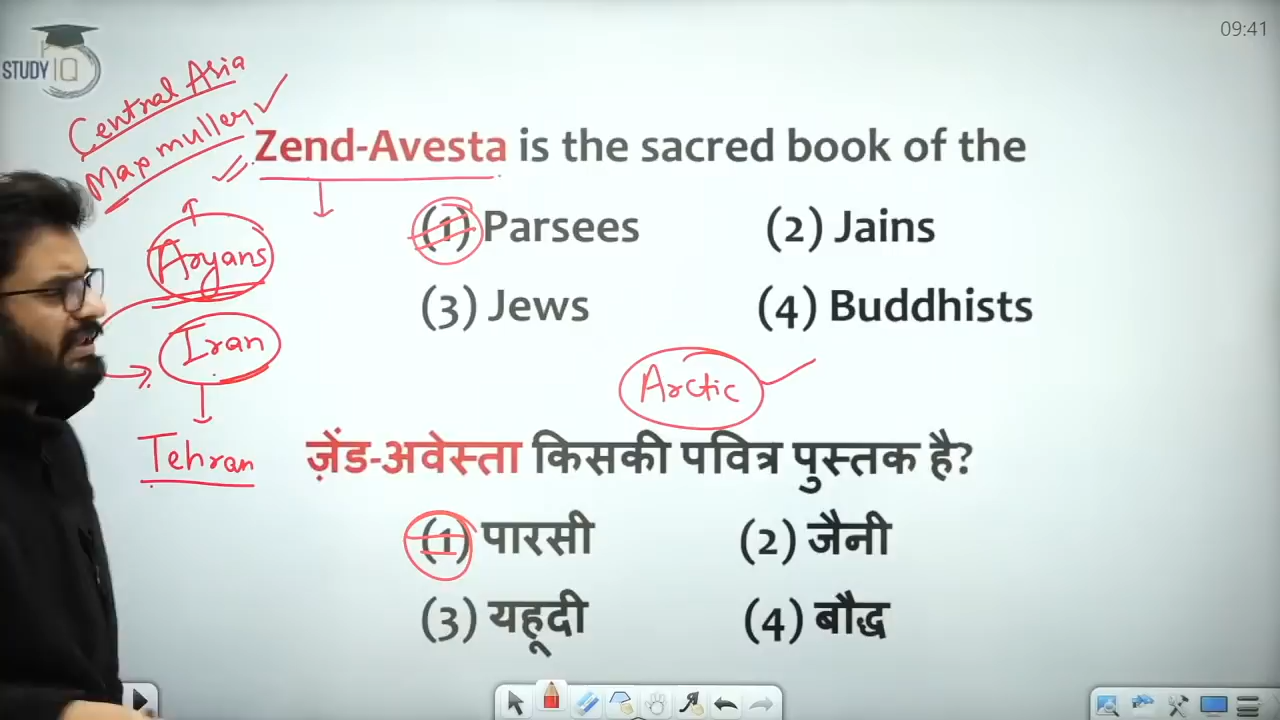 09:41
STUDY IQ
Central Asia
Max muller
Zend-Avesta is the sacred book of the
(1) Parsees (2) Jains
Aryans
(3) Jews (4) Buddhists
Iran
Arctic
Tehran
ज़ेंड-अवेस्ता किसकी पवित्र पुस्तक है?
(1) पारसी (2) जैनी
(3) यहूदी (4) बौद्ध